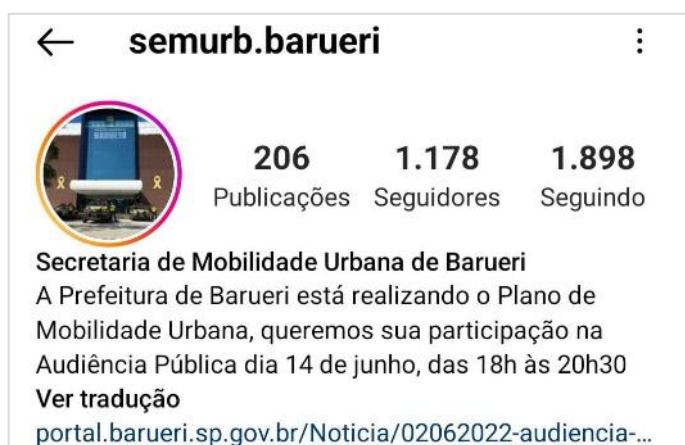 semurb.barueri
BARUERI
206 1.178 1.898
Publicações Seguidores Seguindo
Secretaria de Mobilidade Urbana de Barueri
A Prefeitura de Barueri está realizando o Plano de
Mobilidade Urbana, queremos sua participação na
Audiência Pública dia 14 de junho, das 18h às 20h30
Ver tradução
portal.barueri.sp.gov.br/Noticia/02062022-audiencia-...